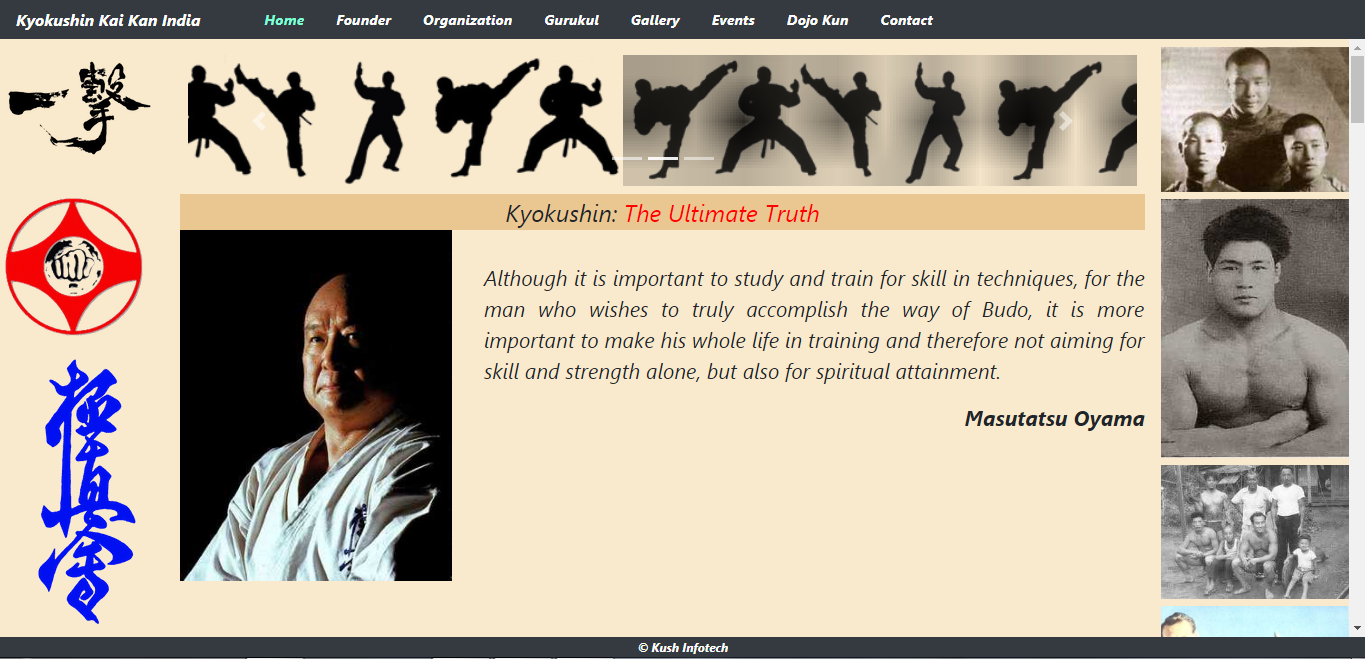 Kyokushin Kai Kan India Home Founder Organization Gurukul Gallery Events Dojo Kun Contact
一撃
Kyokushin: The Ultimate Truth
極真會
Although it is important to study and train for skill in techniques, for the
man who wishes to truly accomplish the way of Budo, it is more
important to make his whole life in training and therefore not aiming for
skill and strength alone, but also for spiritual attainment.
Masutatsu Oyama
© Kush Infotech